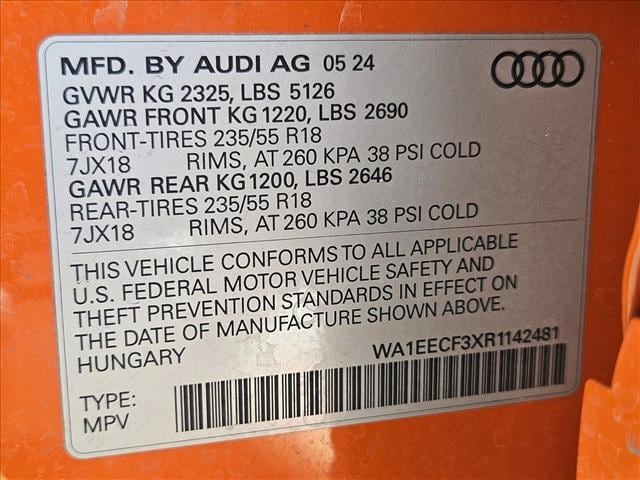 MFD. BY AUDI AG 05 24
GVWR KG 2325, LBS 5126
GAWR FRONT KG 1220, LBS 2690
FRONT-TIRES 235/55 R18
7JX18 RIMS, AT 260 KPA 38 PSI COLD
GAWR REAR KG 1200, LBS 2646
REAR-TIRES 235/55 R18
7JX18 RIMS, AT 260 KPA 38 PSI COLD
THIS VEHICLE CONFORMS TO ALL APPLICABLE
U.S. FEDERAL MOTOR VEHICLE SAFETY AND
THEFT PREVENTION STANDARDS IN EFFECT ON
THE DATE OF MANUFACTURE SHOWN ABOVE.
HUNGARY WA1EECF3XR1142481
TYPE:
MPV